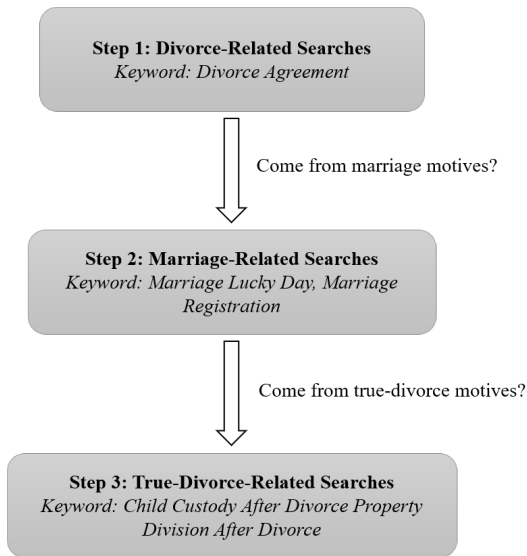 Step 1: Divorce-Related Searches
Keyword: Divorce Agreement
Come from marriage motives?
Step 2: Marriage-Related Searches
Keyword: Marriage Lucky Day, Marriage
Registration
Come from true-divorce motives?
Step 3: True-Divorce-Related Searches
Keyword: Child Custody After Divorce Property
Division After Divorce